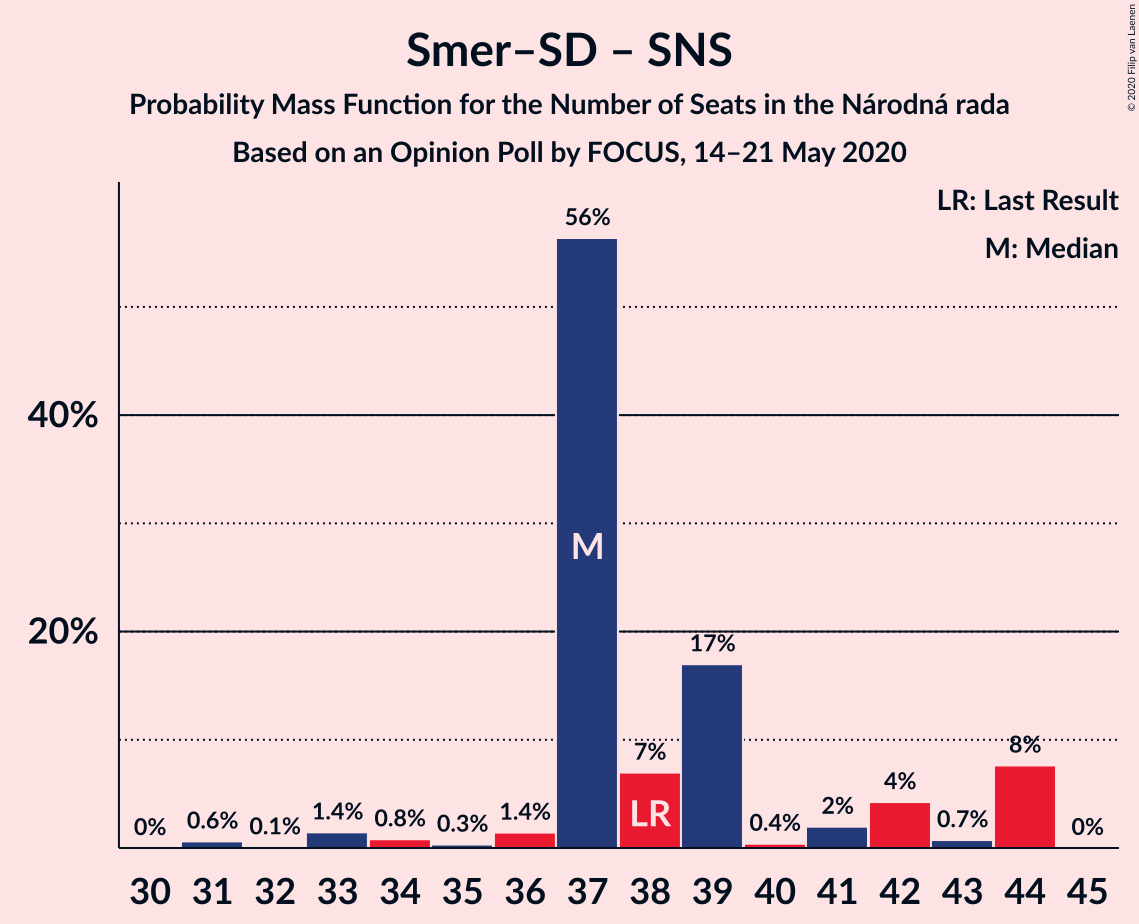 Smer–SD – SNS
Probability Mass Function for the Number of Seats in the Národná rada
Based on an Opinion Poll by FOCUS, 14–21 May 2020
© 2020 Filip van Laenen
LR: Last Result
M: Median
56%
40%
M
20%
17%
8%
7%
4%
LR
2%
0%
0.6%
0.1%
1.4%
0.8%
0.3%
1.4%
0.4%
0.7%
0%
30 31 32 33 34 35 36 37 38 39 40 41 42 43 44 45